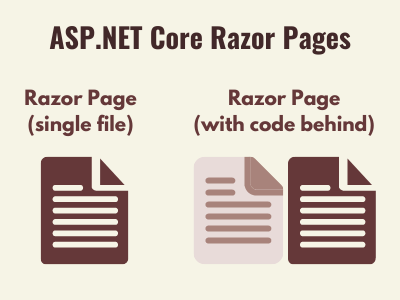 ASP.NET Core Razor Pages
Razor Page
(single file)
Razor Page
(with code behind)